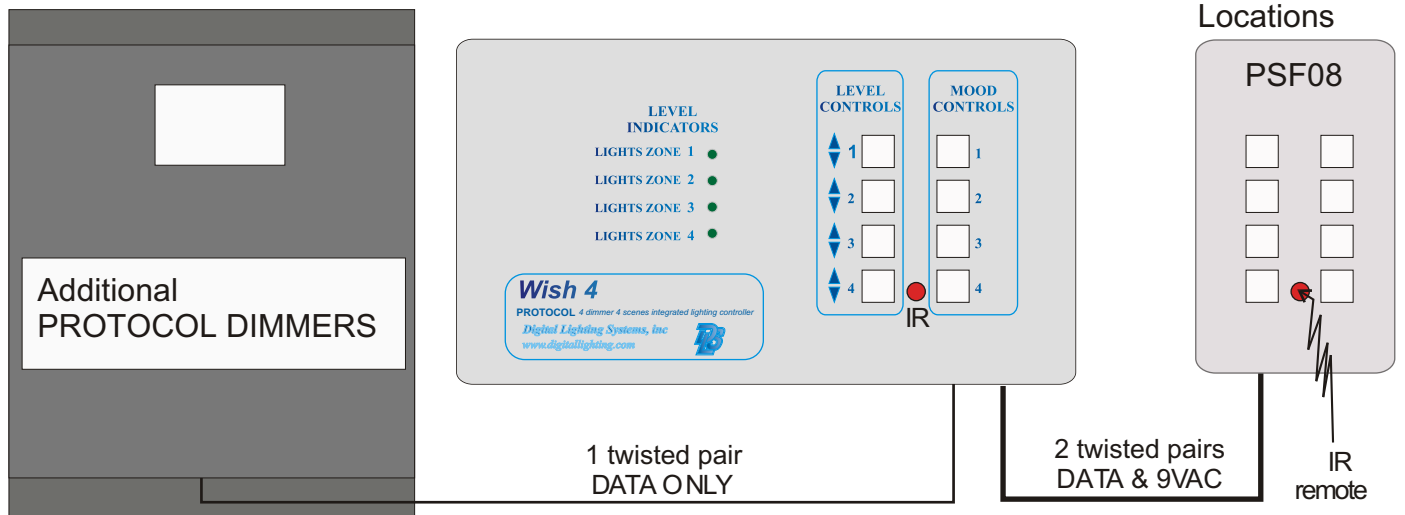 Locations
PSF08
LEVEL
CONTROLS
MOOD
CONTROLS
LEVEL
INDICATORS
LIGHTS ZONE 1
LIGHTS ZONE 2
LIGHTS ZONE 3
LIGHTS ZONE 4
1
2
3
4
1
2
3
4
IR
Additional
PROTOCOL DIMMERS
Wish 4
PROTOCOL 4 dimmer 4 scenes integrated lighting controller
Digital Lighting Systems, inc
www.digitallighting.com
1 twisted pair
DATA ONLY
2 twisted pairs
DATA & 9VAC
IR
remote